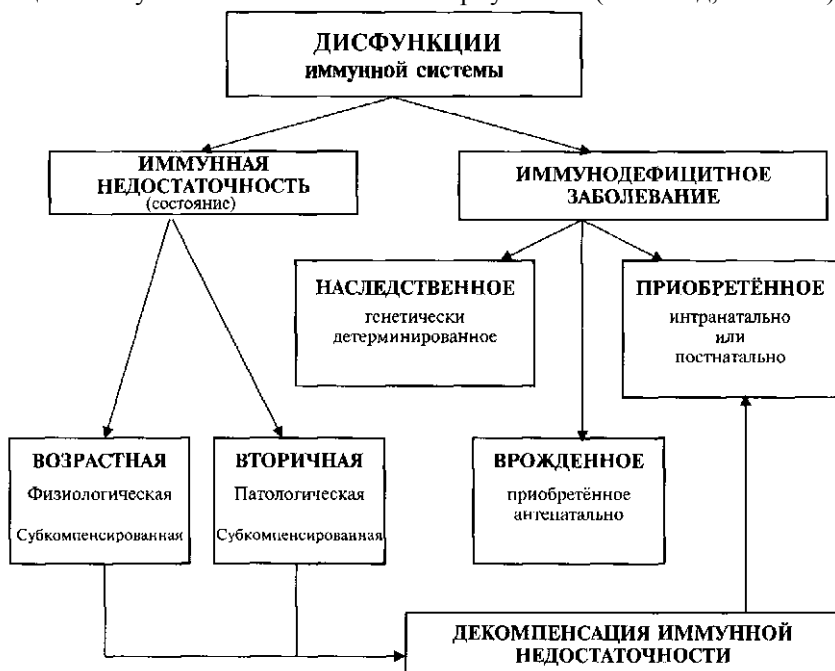 ДИСФУНКЦИИ
иммунной системы
ИММУННАЯ
НЕДОСТАТОЧНОСТЬ
(состояние)
ИММУНОДЕФИЦИТНОЕ
ЗАБОЛЕВАНИЕ
НАСЛЕДСТВЕННОЕ
генетически
детерминированное
ПРИОБРЕТЁННОЕ
интранатально
или
постнатально
ВОЗРАСТНАЯ
Физиологическая
Субкомпенсированная
ВТОРИЧНАЯ
Патологическая
Субкомпенсированная
ВРОЖДЕННОЕ
приобретённое
антенатально
ДЕКОМПЕНСАЦИЯ ИММУННОЙ
НЕДОСТАТОЧНОСТИ